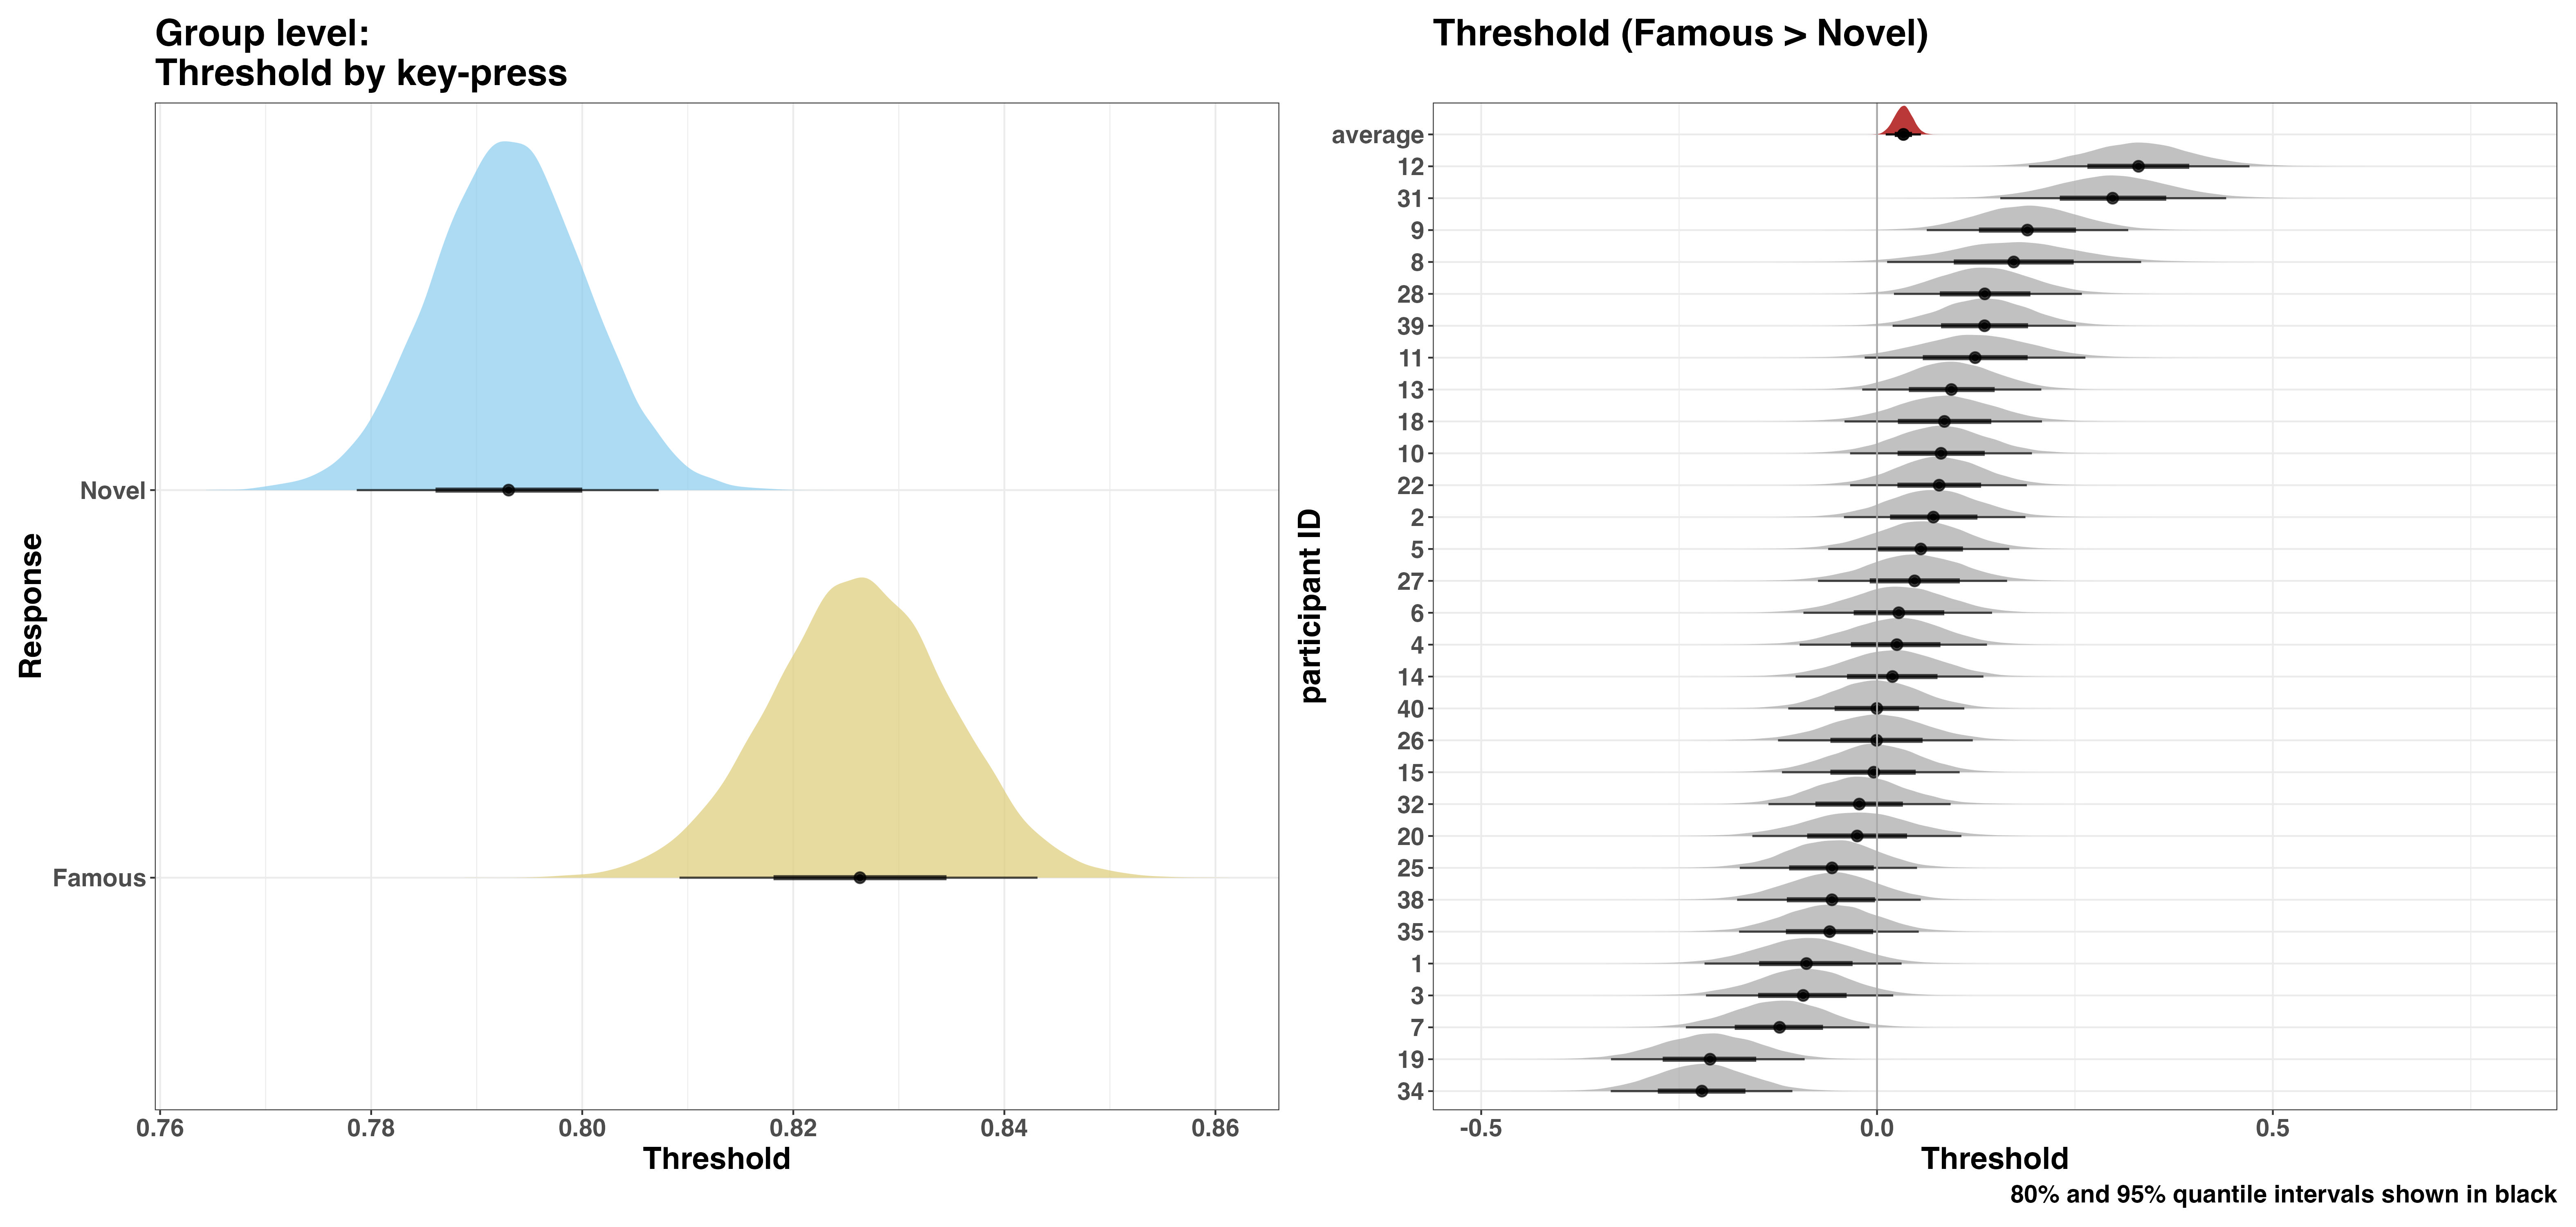 Group level:
Threshold by key-press
Response
Novel
Famous
0.76 0.78 0.80 0.82 0.84 0.86
Threshold
Threshold (Famous > Novel)
participant ID
average
12
31
9
8
28
39
11
13
18
10
22
2
5
27
6
4
14
40
26
15
32
20
25
38
35
1
3
7
19
34
-0.5 0.0 0.5
Threshold
80% and 95% quantile intervals shown in black